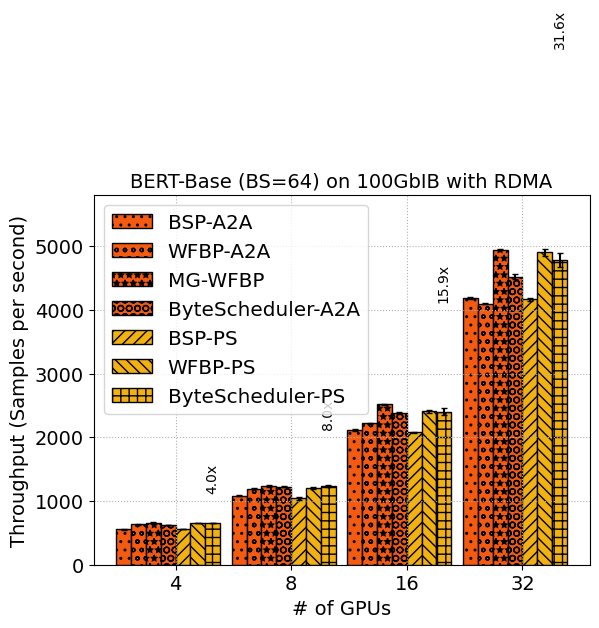 31.6x
BERT-Base (BS=64) on 100GbIB with RDMA
Throughput (Samples per second)
5000
4000
3000
2000
1000
0
BSP-A2A
WFBP-A2A
MG-WFBP
ByteScheduler-A2A
BSP-PS
WFBP-PS
ByteScheduler-PS
4.0x
8.0x
15.9x
4 8 16 32
# of GPUs